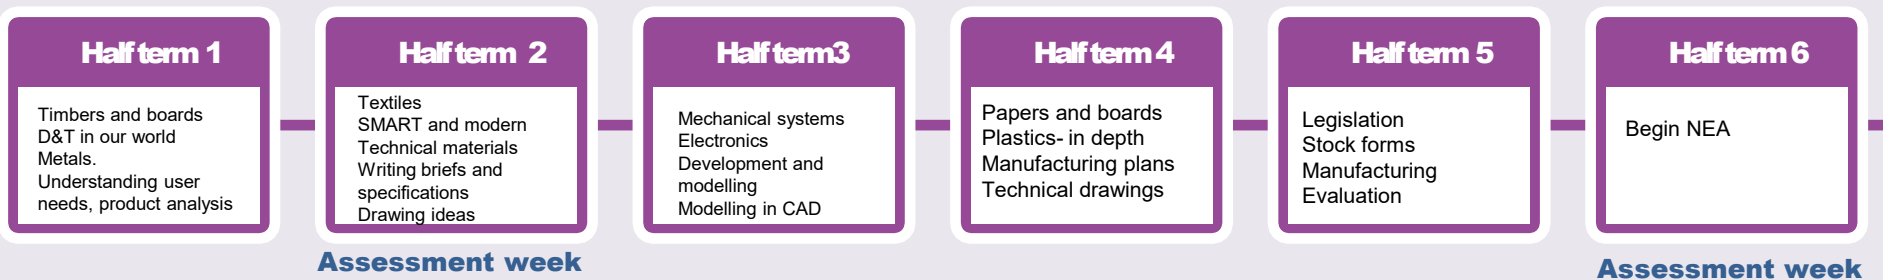 Half term 1
Timbers and boards
D&T in our world
Metals.
Understanding user
needs, product analysis
Half term 2
Textiles
SMART and modern
Technical materials
Writing briefs and
specifications
Drawing ideas
Assessment week
Half term3
Mechanical systems
Electronics
Development and
modelling
Modelling in CAD
Half term 4
Papers and boards
Plastics- in depth
Manufacturing plans
Technical drawings
Half term 5
Legislation
Stock forms
Manufacturing
Evaluation
Half term 6
Begin NEA
Assessment week